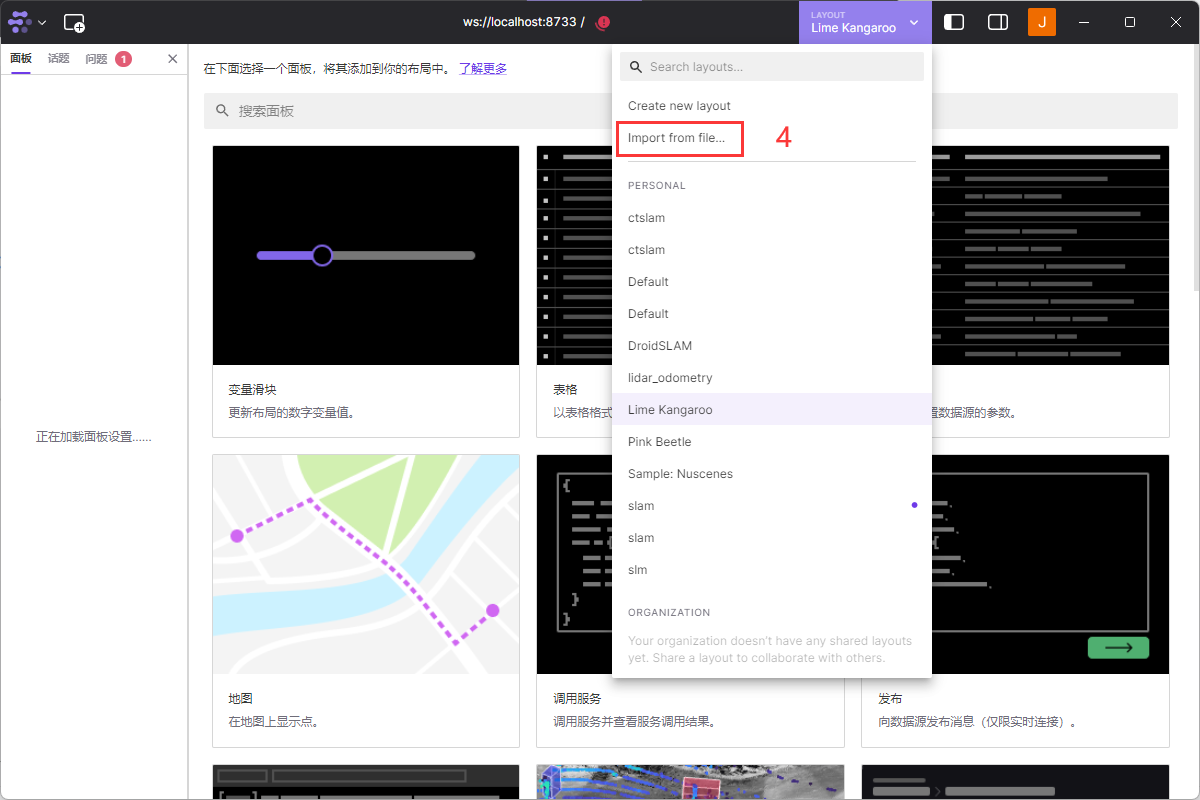 ws://localhost:8733 /
LAYOUT
Lime Kangaroo
J
面板
话题
问题
1
在下面选择一个面板，将其添加到你的布局中。 了解更多
搜索面板
正在加载面板设置......
Search layouts...
Create new layout
Import from file...
4
PERSONAL
ctslam
ctslam
Default
Default
DroidSLAM
lidar_odometry
Lime Kangaroo
Pink Beetle
Sample: Nuscenes
slam
slam
slm
ORGANIZATION
Your organization doesn't have any shared layouts
yet. Share a layout to collaborate with others.
变量滑块
更新布局的数字变量值。
表格
以表格格式
置数据源的参数。
地图
在地图上显示点。
调用服务
调用服务并查看服务调用结果。
发布
向数据源发布消息（仅限实时连接）。